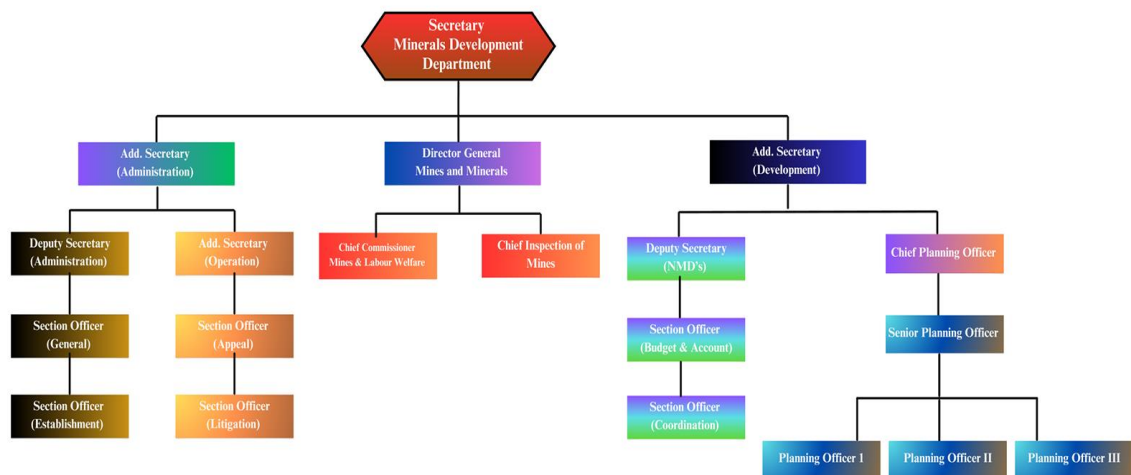 Secretary
Minerals Development
Department
Add. Secretary
(Administration)
Director General
Mines and Minerals
Add. Secretary
(Development)
Deputy Secretary
(Administration)
Add. Secretary
(Operation)
Chief Commissioner
Mines & Labour Welfare
Chief Inspection of
Mines
Deputy Secretary
(NMD's)
Chief Planning Officer
Section Officer
(General)
Section Officer
(Appeal)
Section Officer
(Budget & Account)
Senior Planning Officer
Section Officer
(Establishment)
Section Officer
(Litigation)
Section Officer
(Coordination)
Planning Officer 1
Planning Officer II
Planning Officer III